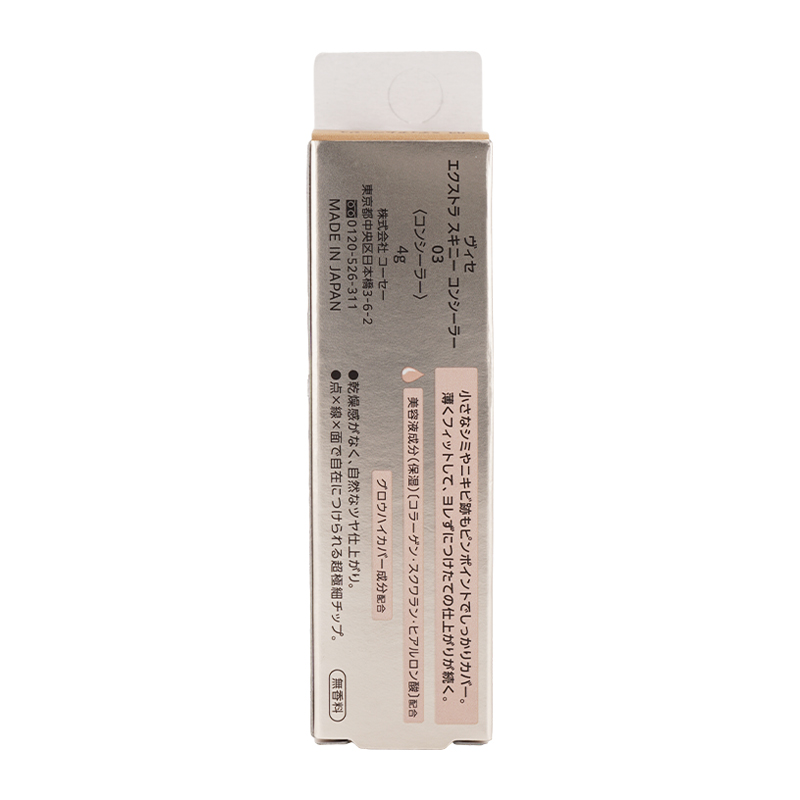 ヴィセ
エクストラ スキニー コンシーラー
03
〈コンシーラー〉
4g
株式会社 コーセー
東京都中央区日本橋3-6-2
0120-526-311
MADE IN JAPAN
小さなシミやニキビ跡もピンポイントでしっかりカバー。
薄くフィットして、ヨレずにつけたての仕上がりが続く。
美容液成分(保湿)〔コラーゲン・スクワラン・ヒアルロン酸〕配合
グロウハイカバー成分配合
●乾燥感がなく、自然なツヤ仕上がり。
●点×線×面で自在につけられる超極細チップ。
無香料